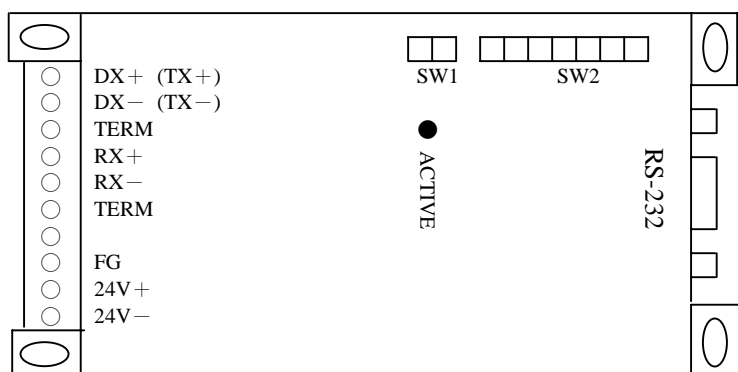 DX+ (TX+)
DX− (TX−)
TERM
RX+
RX−
TERM
FG
24V+
24V−
SW1
SW2
ACTIVE
RS-232